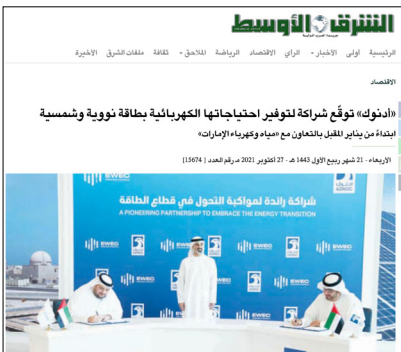 الشرق الأوسط
جريدة العرب الدولية
الرئيسية أولى الأخبار الرأي الاقتصاد الرياضة الملاحق ثقافة ملفات الشرق الأخيرة
الاقتصاد
«أدنوك» توقّع شراكة لتوفير احتياجاتها الكهربائية بطاقة نووية وشمسية
ابتداءً من يناير المقبل بالتعاون مع «مياه وكهرباء الإمارات»
الأربعاء - 21 شهر ربيع الأول 1443 هـ - 27 أكتوبر 2021 مـ رقم العدد [ 15674]
EWEC
شراكة رائدة لمواكبة التحول في قطاع الطاقة
A PIONEERING PARTNERSHIP TO EMBRACE THE ENERGY TRANSITION
EWEC EWEC EWEC